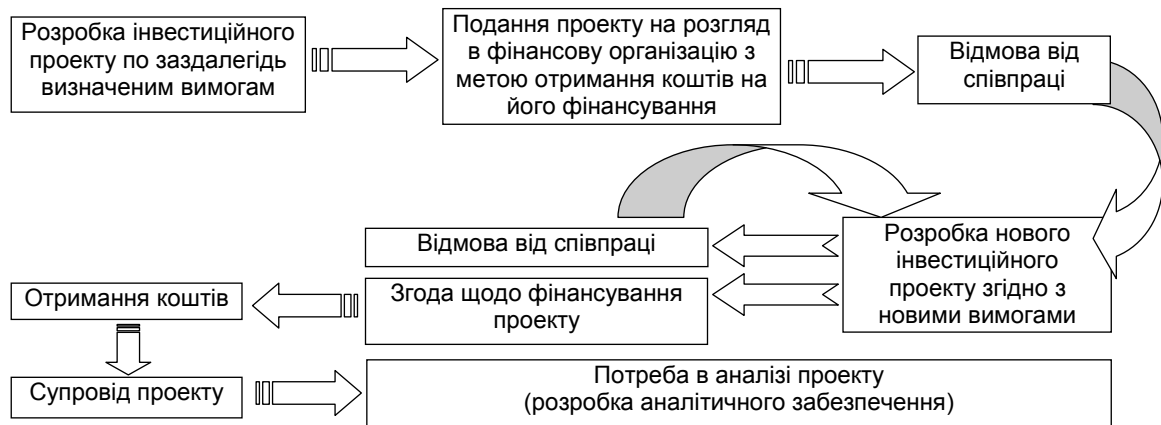 Розробка інвестиційного
проекту по заздалегідь
визначеним вимогам
Подання проекту на розгляд
в фінансову організацію з
метою отримання коштів на
його фінансування
Відмова від
співпраці
Відмова від співпраці
Розробка нового
інвестиційного
проекту згідно з
новими вимогами
Згода щодо фінансування
проекту
Отримання коштів
Супровід проекту
Потреба в аналізі проекту
(розробка аналітичного забезпечення)